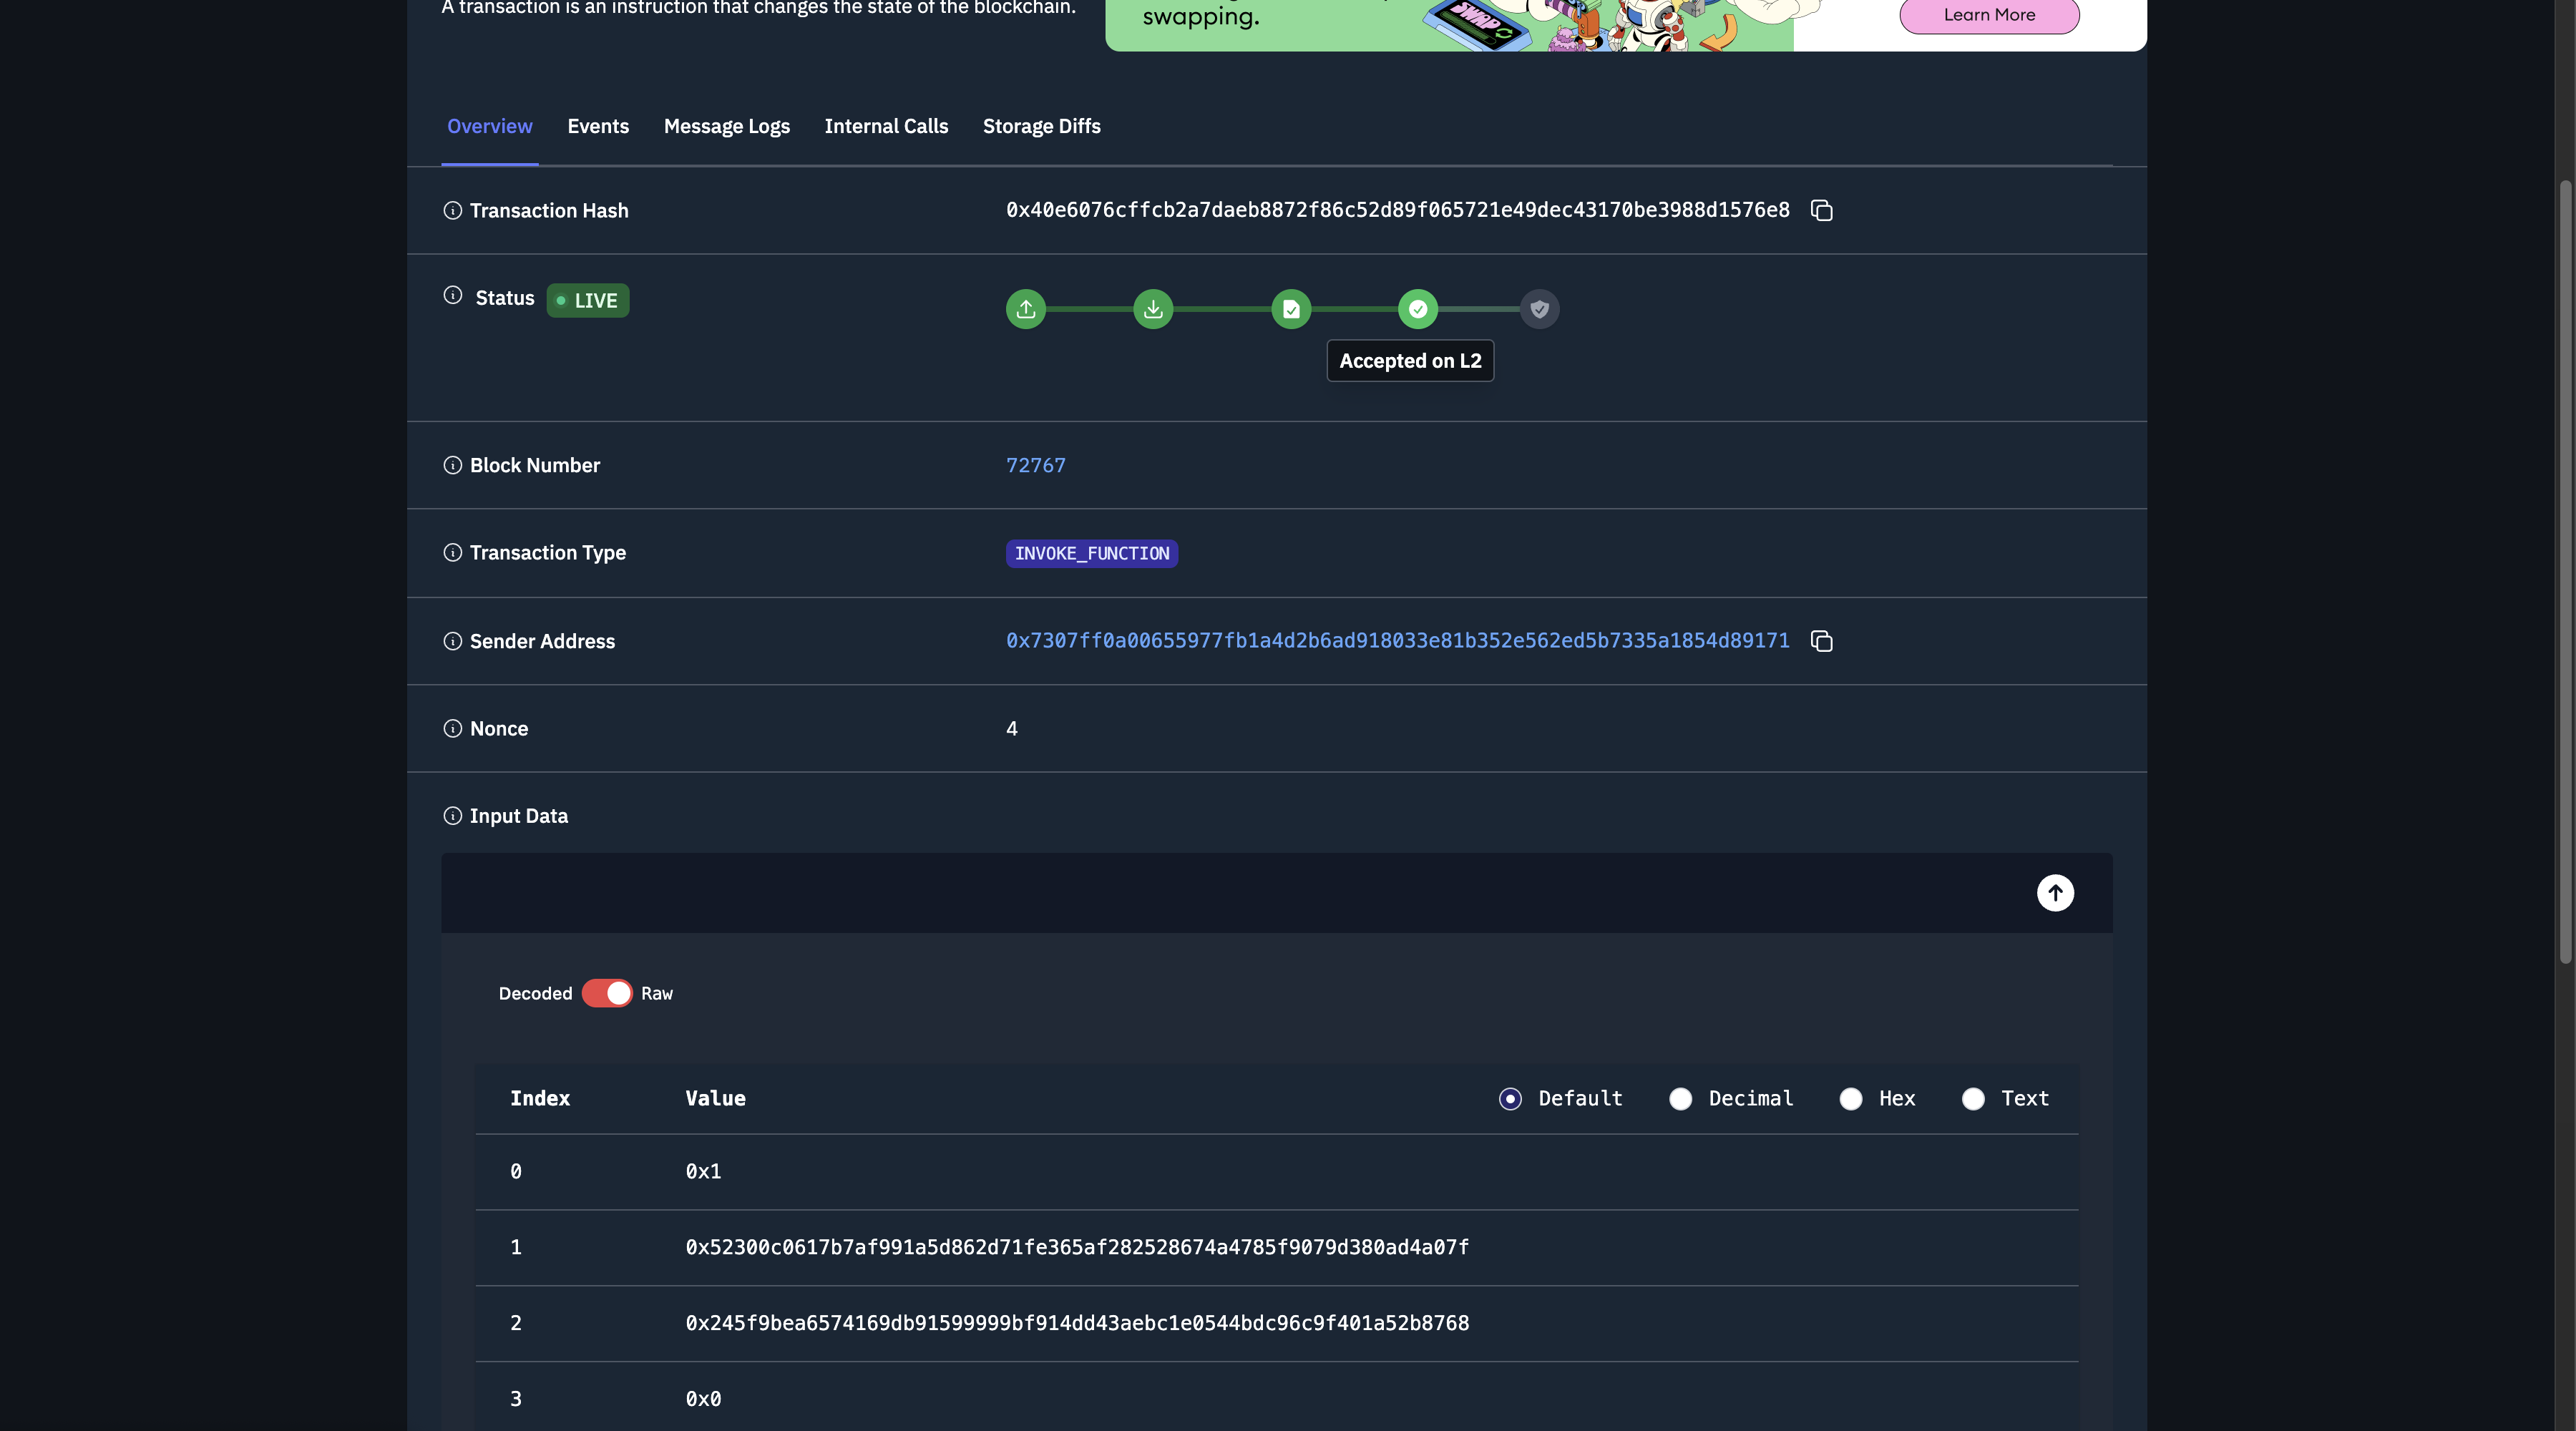 A transaction is an instruction that changes the state of the blockchain.
swapping.
SWAP
Learn More
Overview
Events
Message Logs
Internal Calls
Storage Diffs
Transaction Hash
0x40e6076cffcb2a7daeb8872f86c52d89f065721e49dec43170be3988d1576e8
Status
LIVE
Accepted on L2
Block Number
72767
Transaction Type
INVOKE_FUNCTION
Sender Address
0x7307ff0a00655977fb1a4d2b6ad918033e81b352e562ed5b7335a1854d89171
Nonce
4
Input Data
Decoded
Raw
Index
Value
Default
Decimal
Hex
Text
0
0x1
1
0x52300c0617b7af991a5d862d71fe365af282528674a4785f9079d380ad4a07f
2
0x245f9bea6574169db91599999bf914dd43aebc1e0544bdc96c9f401a52b8768
3
0x0